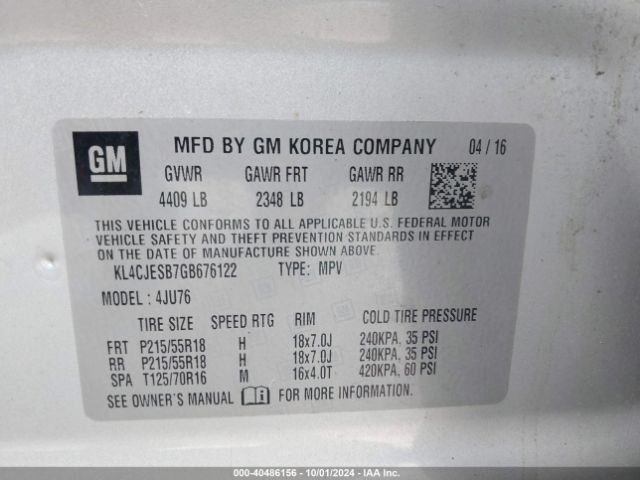 GM
MFD BY GM KOREA COMPANY 04 / 16
GVWR GAWR FRT GAWR RR
4409 LB 2348 LB 2194 LB
THIS VEHICLE CONFORMS TO ALL APPLICABLE U.S. FEDERAL MOTOR
VEHICLE SAFETY AND THEFT PREVENTION STANDARDS IN EFFECT
ON THE DATE OF MANUFACTURE SHOWN ABOVE.
KL4CJESB7GB676122 TYPE: MPV
MODEL : 4JU76
TIRE SIZE SPEED RTG RIM COLD TIRE PRESSURE
FRT P215/55R18 H 18x7.0J 240KPA, 35 PSI
RR P215/55R18 H 18x7.0J 240KPA, 35 PSI
SPA T125/70R16 M 16x4.0T 420KPA, 60 PSI
SEE OWNER'S MANUAL FOR MORE INFORMATION.
000-40486156 - 10/01/2024 - IAA Inc.